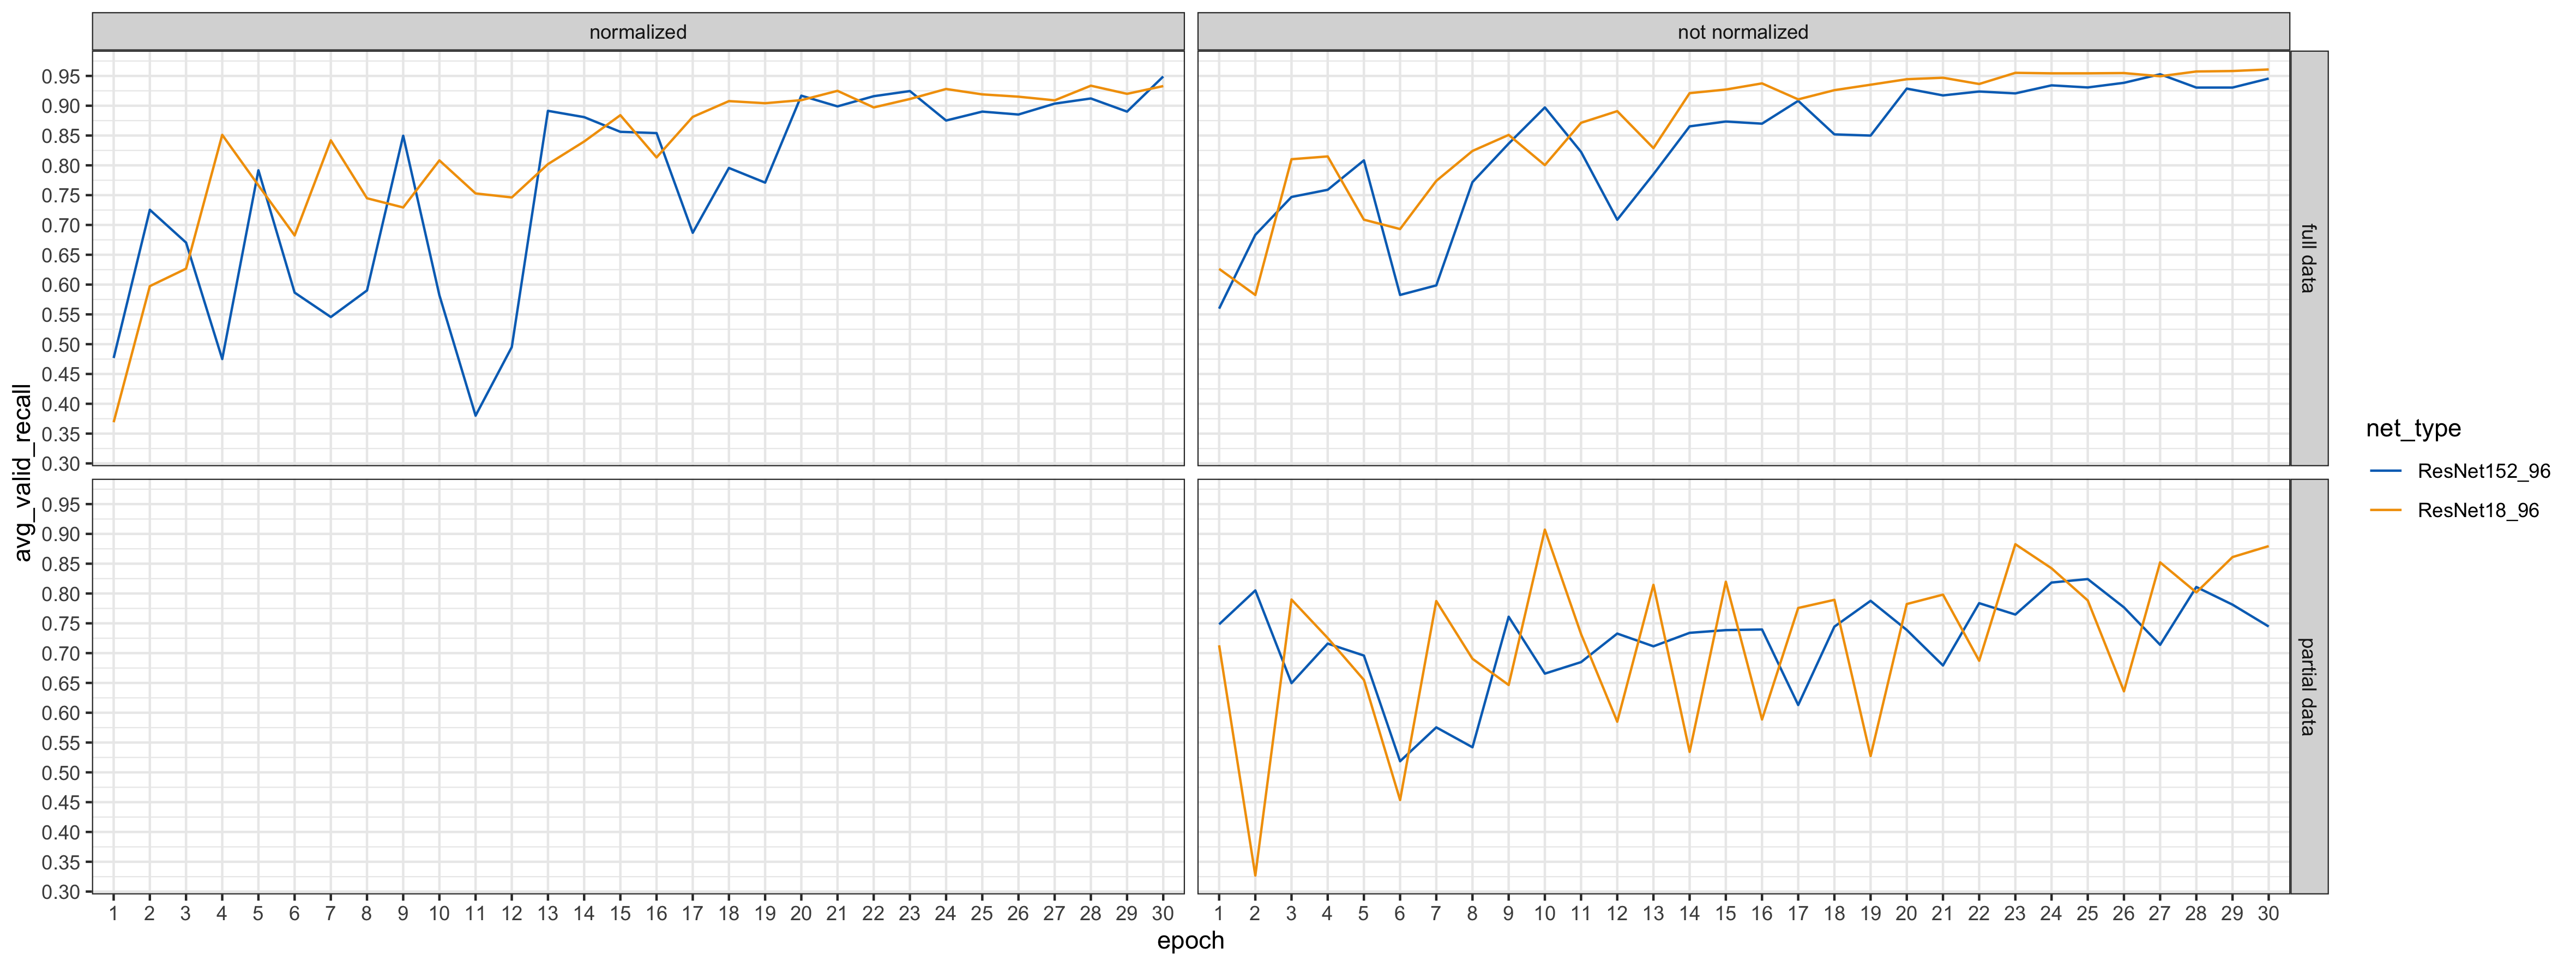 normalized
not normalized
0.95
0.90
0.85
0.80
0.75
0.70
0.65
0.60
0.55
0.50
0.45
0.40
0.35
0.30
full data
0.95
0.90
0.85
0.80
0.75
0.70
0.65
0.60
0.55
0.50
0.45
0.40
0.35
0.30
partial data
avg_valid_recall
1 2 3 4 5 6 7 8 9 10 11 12 13 14 15 16 17 18 19 20 21 22 23 24 25 26 27 28 29 30
1 2 3 4 5 6 7 8 9 10 11 12 13 14 15 16 17 18 19 20 21 22 23 24 25 26 27 28 29 30
epoch
net_type
ResNet152_96
ResNet18_96